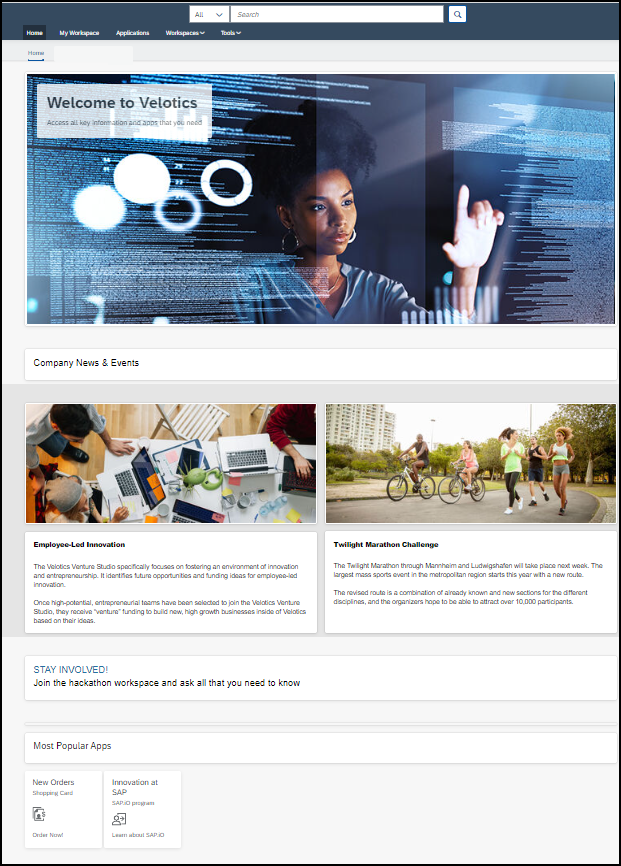 All
Search
Home My Workspace Applications Workspaces Tools
Home
Welcome to Velotics
Access all key information and apps that you need
Company News & Events
Employee-Led Innovation
The Velotics Venture Studio specifically focuses on fostering an environment of innovation
and entrepreneurship. It identifies future opportunities and funding ideas for employee-led
innovation.
Once high-potential, entrepreneurial teams have been selected to join the Velotics Venture
Studio, they receive "venture" funding to build new, high growth businesses inside of Velotics
based on their ideas.
Twilight Marathon Challenge
The Twilight Marathon through Mannheim and Ludwigshafen will take place next week. The
largest mass sports event in the metropolitan region starts this year with a new route.
The revised route is a combination of already known and new sections for the different
disciplines, and the organizers hope to be able to attract over 10,000 participants.
STAY INVOLVED!
Join the hackathon workspace and ask all that you need to know
Most Popular Apps
New Orders
Shopping Card
Order Now!
Innovation at
SAP
SAP.iO program
Learn about SAP.iO